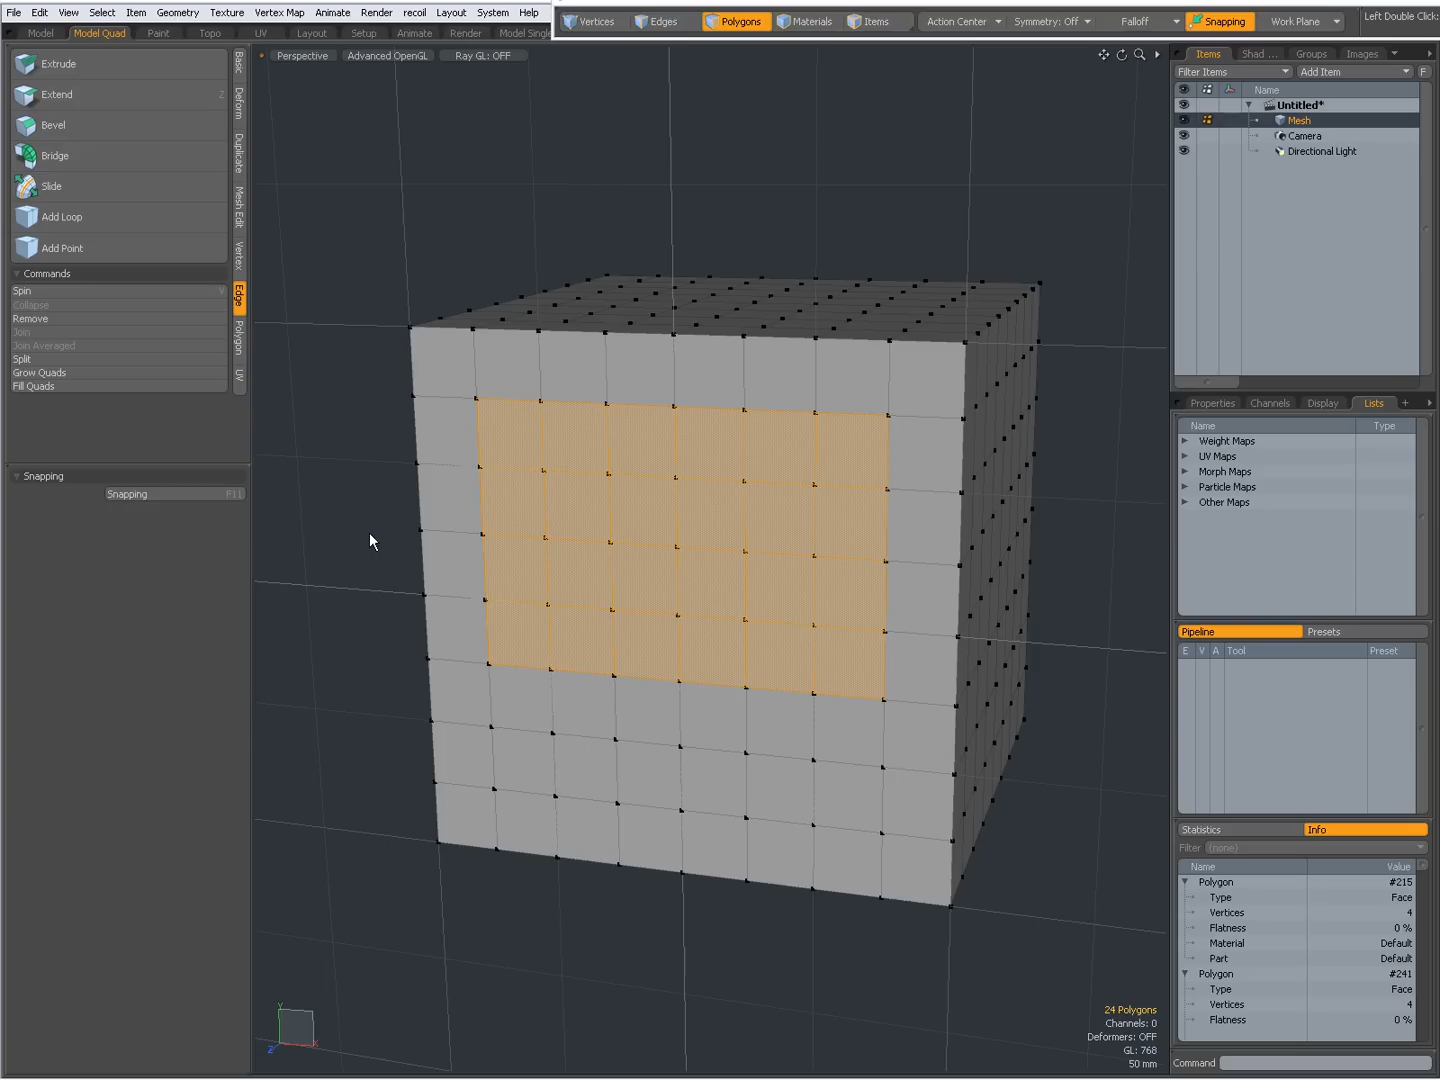 File Edit View Select Item Geometry Texture Vertex Map Animate Render recoil Layout System Help
Vertices Edges Polygons Materials Items Action Center Symmetry: Off Falloff Snapping Work Plane Left Double Click:
Model Model Quad Paint Topo UV Layout Setup Animate Render Model Singl
Extrude
Extend Z
Bevel
Bridge
Slide
Add Loop
Add Point
Commands
Spin V
Collapse
Remove
Join
Join Averaged
Split
Grow Quads
Fill Quads
Snapping
Snapping F11
Basic
Deform
Duplicate
Mesh Edit
Vertex
Edge
Polygon
UV
Perspective Advanced OpenGL Ray GL: OFF
24 Polygons
Channels: 0
Deformers: OFF
GL: 768
50 mm
Y
Z X
Items Shad ... Groups Images
Filter Items Add Item F
Name
Untitled*
Mesh
Camera
Directional Light
Properties Channels Display Lists +
Name Type
Weight Maps
UV Maps
Morph Maps
Particle Maps
Other Maps
Pipeline Presets
E V A Tool Preset
Statistics Info
Filter (none)
Name Value
Polygon #215
Type Face
Vertices 4
Flatness 0 %
Material Default
Part Default
Polygon #241
Type Face
Vertices 4
Flatness 0 %
Command